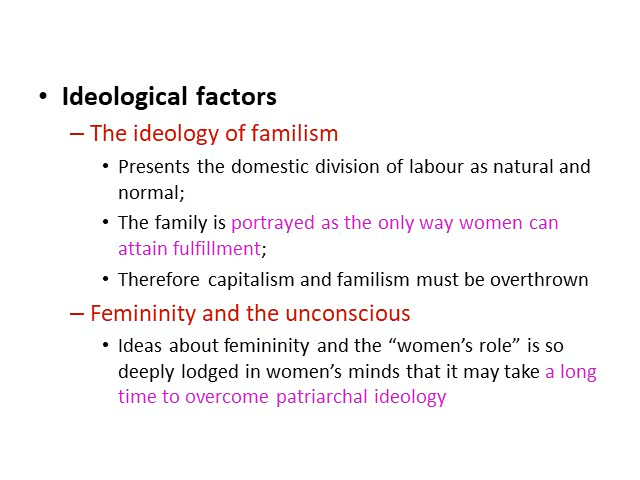 • Ideological factors
– The ideology of familism
• Presents the domestic division of labour as natural and
normal;
• The family is portrayed as the only way women can
attain fulfillment;
• Therefore capitalism and familism must be overthrown
– Femininity and the unconscious
• Ideas about femininity and the “women’s role” is so
deeply lodged in women’s minds that it may take a long
time to overcome patriarchal ideology